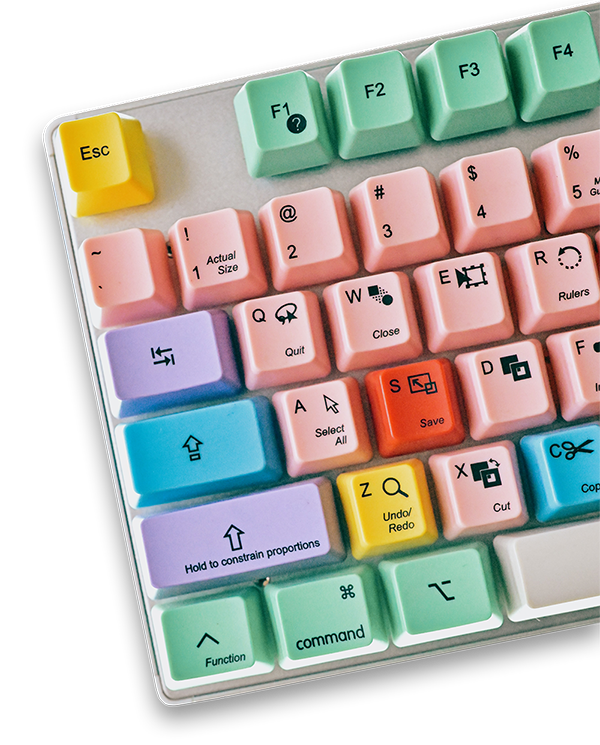 Esc
F1
?
F2
F3
F4
~
`
!
1
Actual
Size
@
2
#
3
$
4
%
5
Q
Quit
W
Close
E
R
Rulers
A
Select
All
S
Save
D
F
Z
Undo/
Redo
X
Cut
C
Hold to constrain proportions
Function
⌘
command
⌥